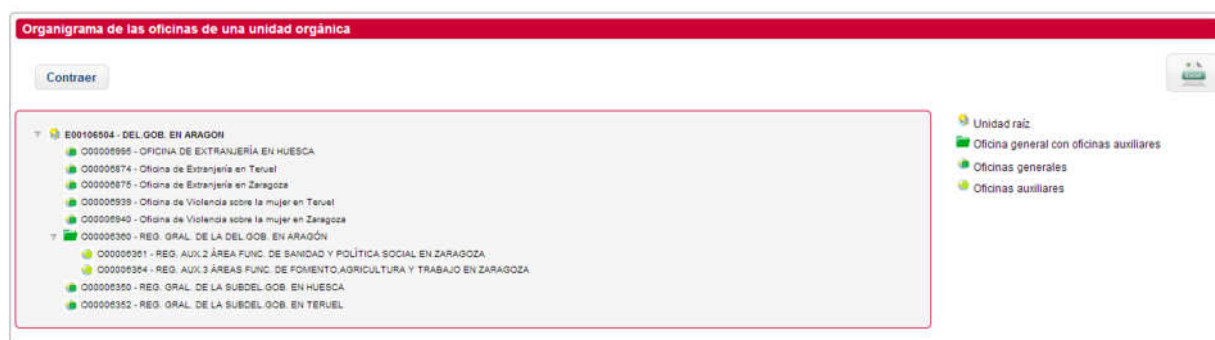 Organigrama de las oficinas de una unidad orgánica
Contraer
E00106504 - DEL.GOB. EN ARAGON
O00006995 - OFICINA DE EXTRANJERÍA EN HUESCA
O00006874 - Oficina de Extranjería en Teruel
O00006875 - Oficina de Extranjería en Zaragoza
O00006939 - Oficina de Violencia sobre la mujer en Teruel
O00006940 - Oficina de Violencia sobre la mujer en Zaragoza
O00006360 - REG. GRAL. DE LA DEL.GOB. EN ARAGÓN
O00006361 - REG. AUX.2 ÁREA FUNC. DE SANIDAD Y POLÍTICA SOCIAL EN ZARAGOZA
O00006364 - REG. AUX.3 ÁREAS FUNC. DE FOMENTO,AGRICULTURA Y TRABAJO EN ZARAGOZA
O00006350 - REG. GRAL. DE LA SUBDEL.GOB. EN HUESCA
O00006352 - REG. GRAL. DE LA SUBDEL.GOB. EN TERUEL
Unidad raíz
Oficina general con oficinas auxiliares
Oficinas generales
Oficinas auxiliares